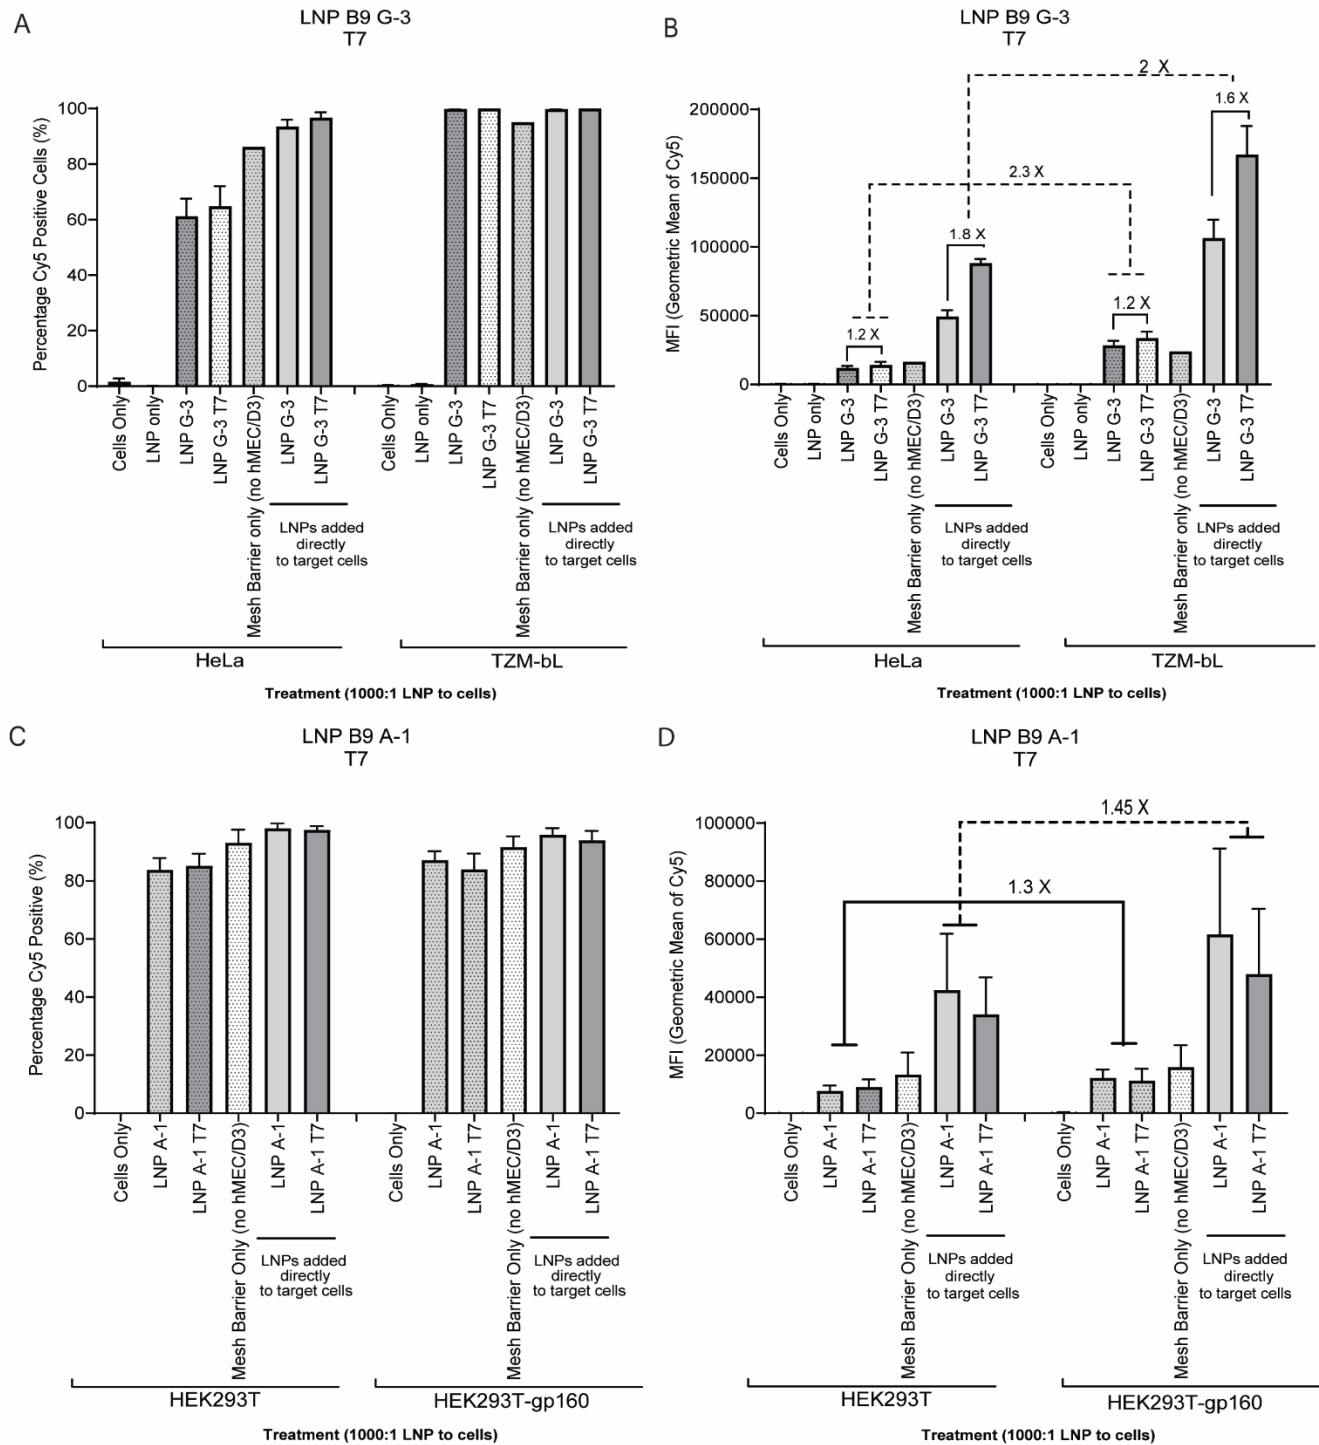 A
LNP B9 G-3
T7
Percentage Cy5 Positive Cells (%)
100
80
60
40
20
0
Cells Only
LNP only
LNP G-3
LNP G-3 T7
Mesh Barrier only (no hMEC/D3)
LNP G-3
LNP G-3 T7
LNPs added
directly
to target cells
HeLa
Cells Only
LNP only
LNP G-3
LNP G-3 T7
Mesh Barrier only (no hMEC/D3)
LNP G-3
LNP G-3 T7
LNPs added
directly
to target cells
TZM-bL
Treatment (1000:1 LNP to cells)
B
LNP B9 G-3
T7
MFI (Geometric Mean of Cy5)
200000
150000
100000
50000
0
2 X
1.6 X
2.3 X
1.8 X
1.2 X
1.2 X
Cells Only
LNP only
LNP G-3
LNP G-3 T7
Mesh Barrier only (no hMEC/D3)
LNP G-3
LNP G-3 T7
LNPs added
directly
to target cells
HeLa
Cells Only
LNP only
LNP G-3
LNP G-3 T7
Mesh Barrier only (no hMEC/D3)
LNP G-3
LNP G-3 T7
LNPs added
directly
to target cells
TZM-bL
Treatment (1000:1 LNP to cells)
C
LNP B9 A-1
T7
Percentage Cy5 Positive (%)
100
80
60
40
20
0
Cells Only
LNP A-1
LNP A-1 T7
Mesh Barrier Only (no hMEC/D3)
LNP A-1
LNP A-1 T7
LNPs added
directly
to target cells
HEK293T
Cells Only
LNP A-1
LNP A-1 T7
Mesh Barrier Only (no hMEC/D3)
LNP A-1
LNP A-1 T7
LNPs added
directly
to target cells
HEK293T-gp160
Treatment (1000:1 LNP to cells)
D
LNP B9 A-1
T7
MFI (Geometric Mean of Cy5)
100000
80000
60000
40000
20000
0
1.45 X
1.3 X
Cells Only
LNP A-1
LNP A-1 T7
Mesh Barrier Only (no hMEC/D3)
LNP A-1
LNP A-1 T7
LNPs added
directly
to target cells
HEK293T
Cells Only
LNP A-1
LNP A-1 T7
Mesh Barrier Only (no hMEC/D3)
LNP A-1
LNP A-1 T7
LNPs added
directly
to target cells
HEK293T-gp160
Treatment (1000:1 LNP to cells)